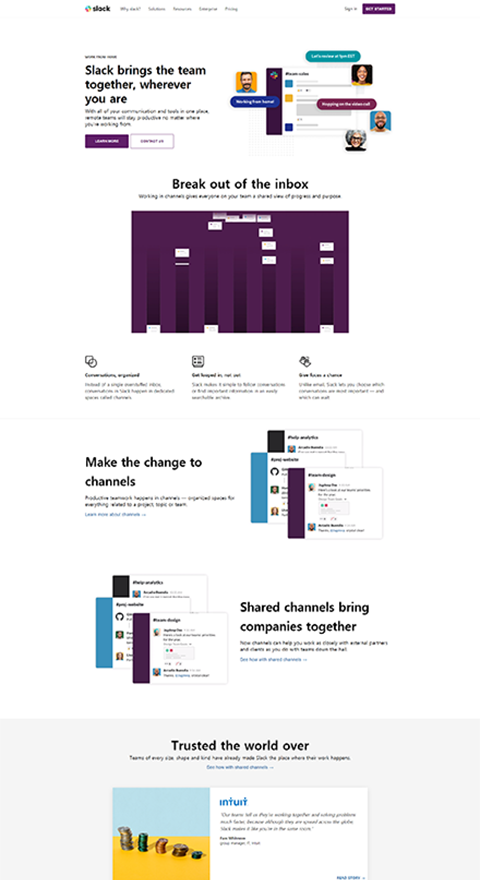 slack
Why slack?
Solutions
Resources
Enterprise
Pricing
Sign in
GET STARTED
WORK FROM HOME
Slack brings the team
together, wherever
you are
With all of your communication and tools in one place,
remote teams will stay productive no matter where
you're working from.
LEARN MORE
CONTACT US
Let's review at 1pm EST
#team-sales
Working from home!
Hopping on the video call
Break out of the inbox
Working in channels gives everyone on your team a shared view of progress and purpose.
Conversations, organized
Instead of a single overstuffed inbox,
conversations in Slack happen in dedicated
spaces called channels
Get looped in, not out
Slack makes it simple to follow conversations
or find important information in an easily
searchable archive
Give focus a chance
Unlike email, Slack lets you choose which
conversations are most important — and
which can wait
Make the change to
channels
Productive teamwork happens in channels — organized spaces for
everything related to a project, topic or team.
Learn more about channels →
#help-analytics
#proj-website
#team-design
#help-analytics
#proj-website
#team-design
Shared channels bring
companies together
Now channels can help you work as closely with external partners
and clients as you do with teams down the hall.
See how with shared channels →
Trusted the world over
Teams of every size, shape and kind have already made Slack the place where their work happens.
See how with shared channels →
intuit
"Our teams tell us they're working together and solving problem
much faster, because although they are spread across the globe
Slack makes it like you're in the same room."
READ STORY →